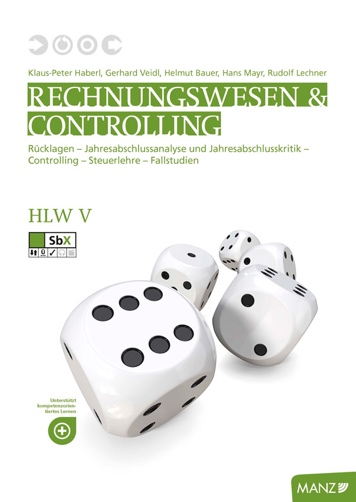 Klaus-Peter Haberl, Gerhard Veidl, Helmut Bauer, Hans Mayr, Rudolf Lechner
RECHNUNGSWESEN &
CONTROLLING
Rücklagen – Jahresabschlussanalyse und Jahresabschlusskritik –
Controlling – Steuerlehre – Fallstudien
HLW V
SbX
Unterstützt
kompetenzorien-
tiertes Lernen
MANZ